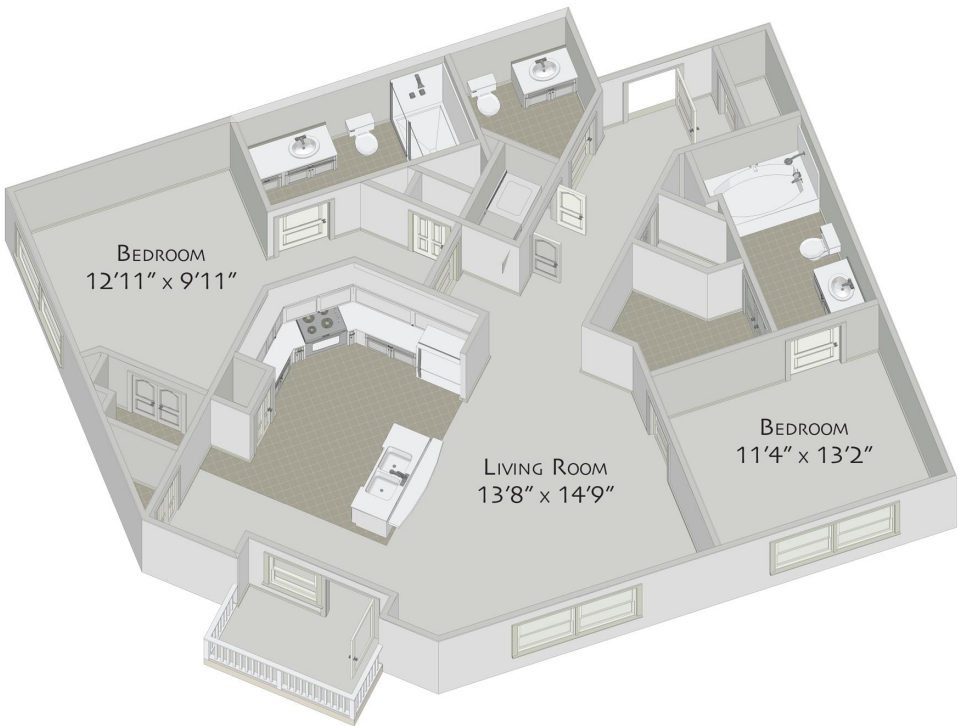 Bedroom
12'11" x 9'11"
Bedroom
11'4" x 13'2"
Living Room
13'8" x 14'9"